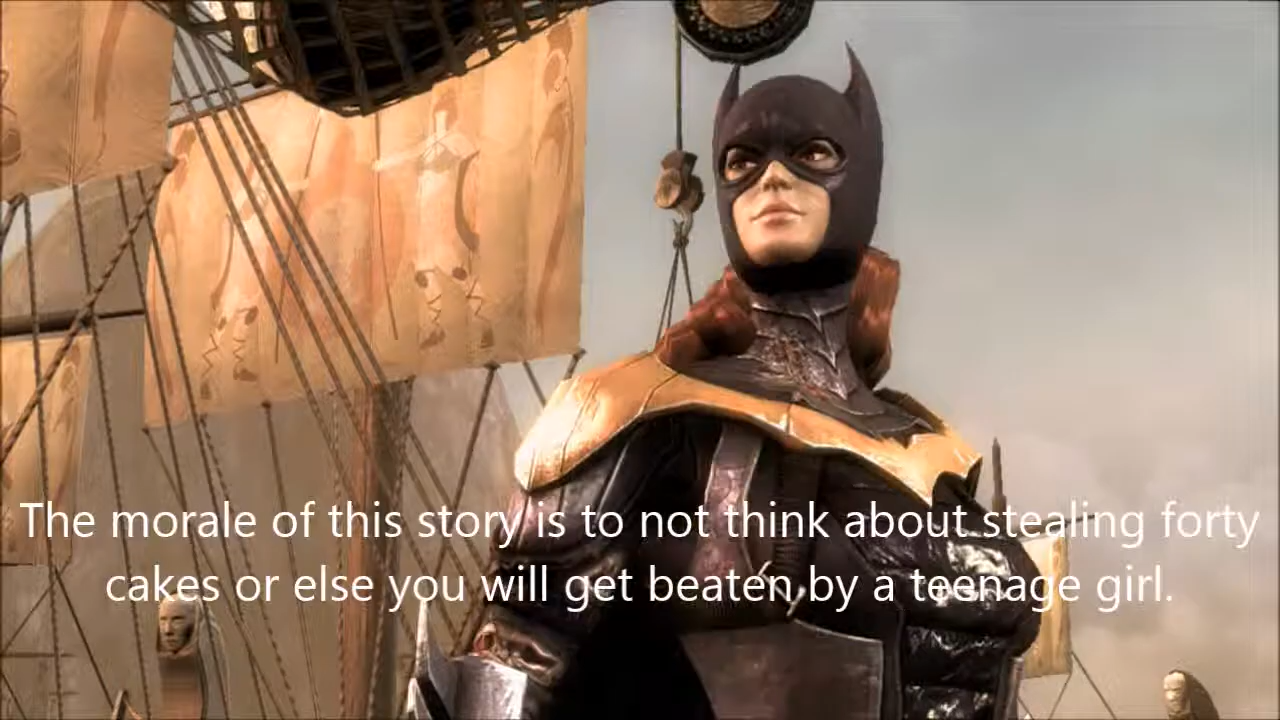 The morale of this story is to not think about stealing forty
cakes or else you will get beaten by a teenage girl.